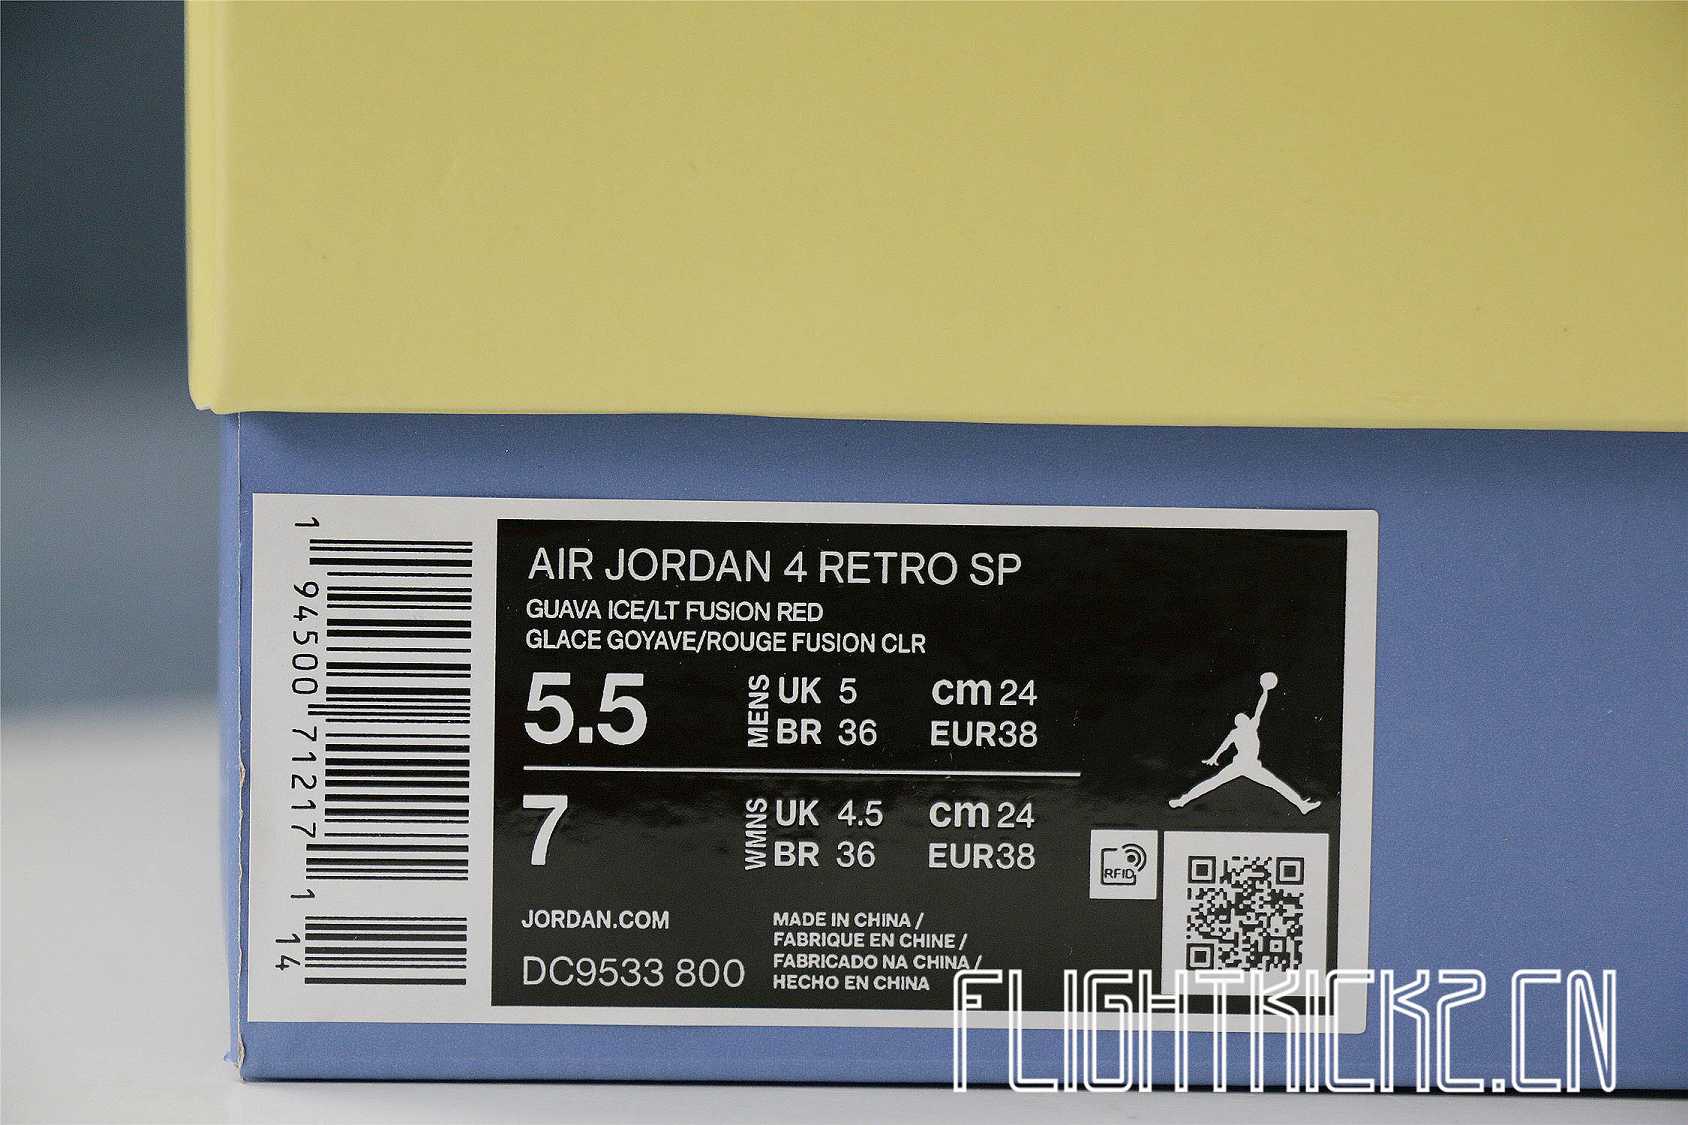 1 94500 71217 1 14
AIR JORDAN 4 RETRO SP
GUAVA ICE/LT FUSION RED
GLACE GOYAVE/ROUGE FUSION CLR
5.5 MENS UK 5 cm 24
BR 36 EUR38
7 WMNS UK 4.5 cm 24
BR 36 EUR38
RFID
JORDAN.COM
DC9533 800
MADE IN CHINA /
FABRIQUE EN CHINE /
FABRICADO NA CHINA /
HECHO EN CHINA
FLIGHTKICKZ.CN